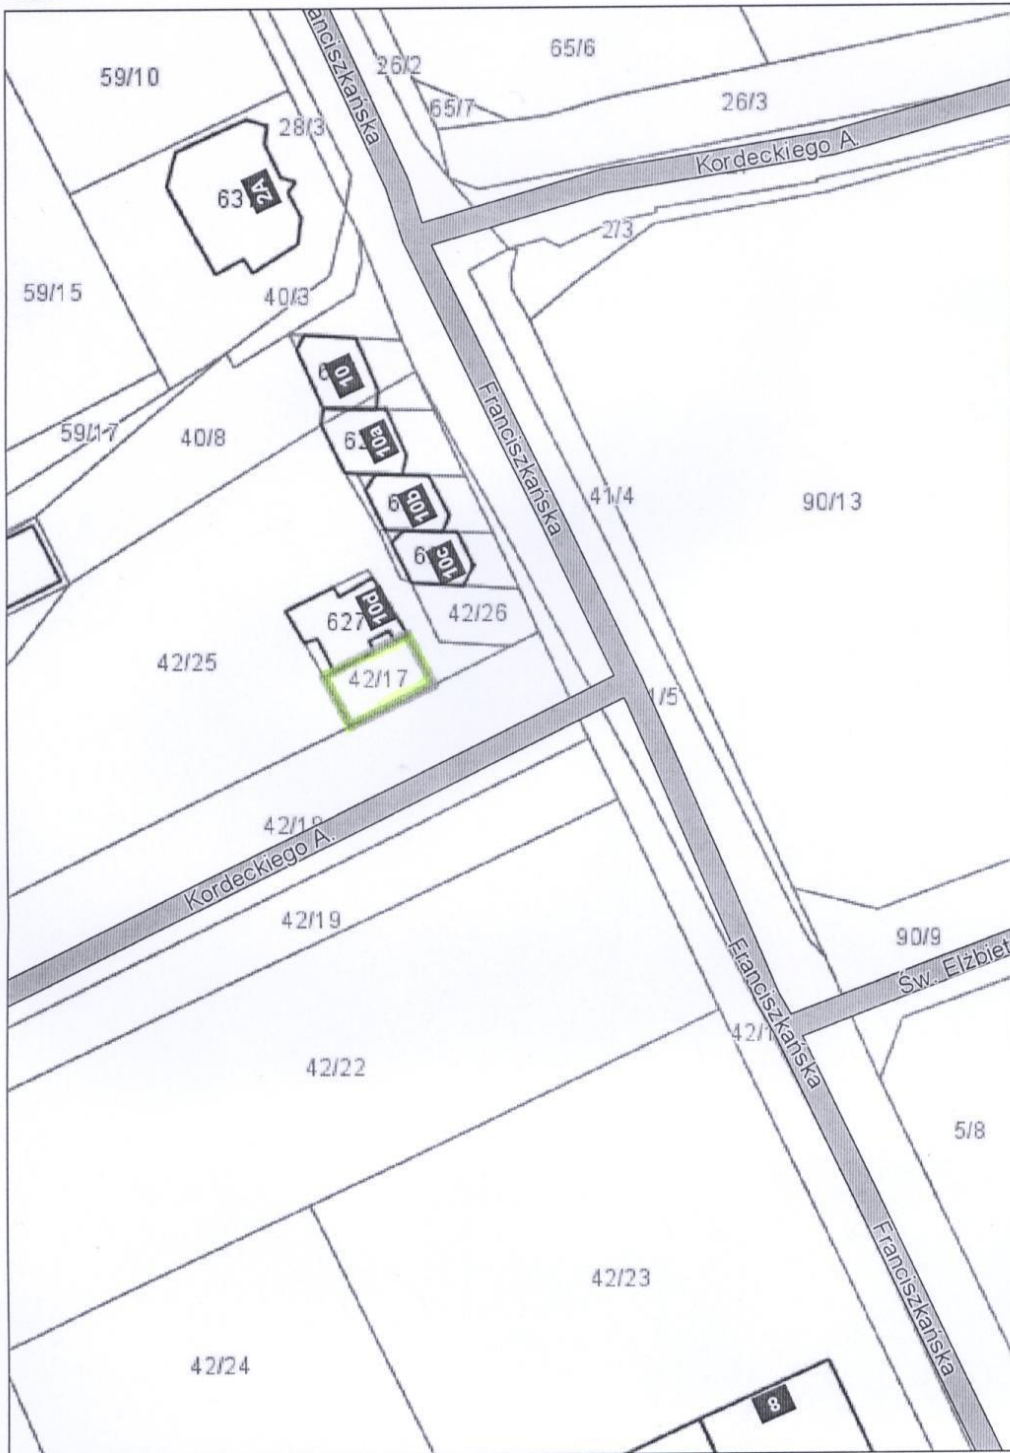 65/6
26/2
59/10
26/3
65/7
28/3
Franciszkańska
Kordeckiego A.
63
2A
2/3
59/15
40/3
10
Franciszkańska
59/17
40/8
10a
41/4
90/13
10b
10c
42/26
10d
627
42/25
42/17
Kordeckiego A.
42/19
90/9
Franciszkańska
42/22
5/8
42/23
Franciszkańska
42/24
8